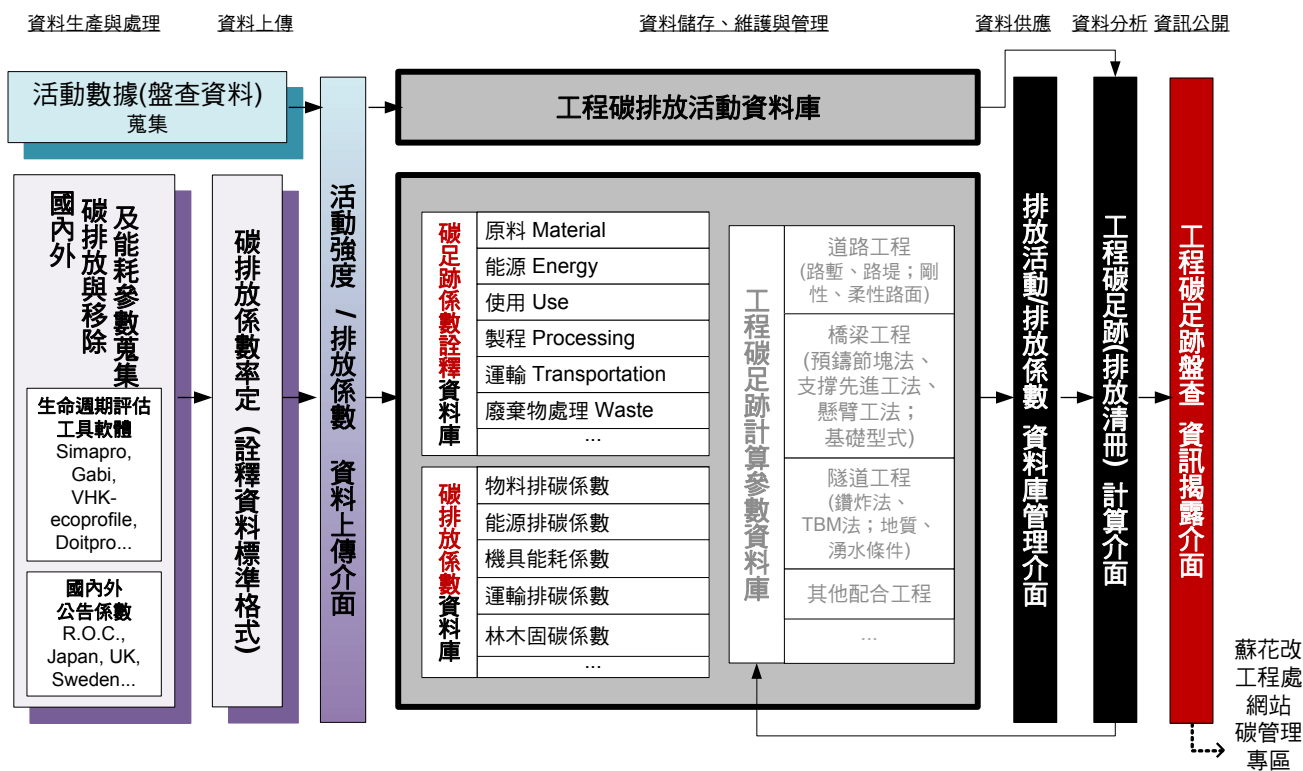 資料生產與處理
資料上傳
資料儲存、維護與管理
資料供應
資料分析
資訊公開
活動數據(盤查資料)
蒐集
國內外
碳排放與移除
及能耗參數蒐集
生命週期評估
工具軟體
Simapro,
Gabi,
VHK-
ecoprofile,
Doitpro...
國內外
公告係數
R.O.C.,
Japan, UK,
Sweden...
碳排放係數率定（詮釋資料標準格式）
活動強度／排放係數 資料上傳介面
工程碳排放活動資料庫
碳足跡係數詮釋資料庫
原料 Material
能源 Energy
使用 Use
製程 Processing
運輸 Transportation
廢棄物處理 Waste
...
碳排放係數資料庫
物料排碳係數
能源排碳係數
機具能耗係數
運輸排碳係數
林木固碳係數
...
工程碳足跡計算參數資料庫
道路工程
(路塹、路堤；剛
性、柔性路面)
橋梁工程
(預鑄節塊法、
支撐先進工法、
懸臂工法；
基礎型式)
隧道工程
(鑽炸法、
TBM法；地質、
湧水條件)
其他配合工程
...
排放活動/排放係數 資料庫管理介面
工程碳足跡(排放清冊) 計算介面
工程碳足跡盤查 資訊揭露介面
蘇花改
工程處
網站
碳管理
專區